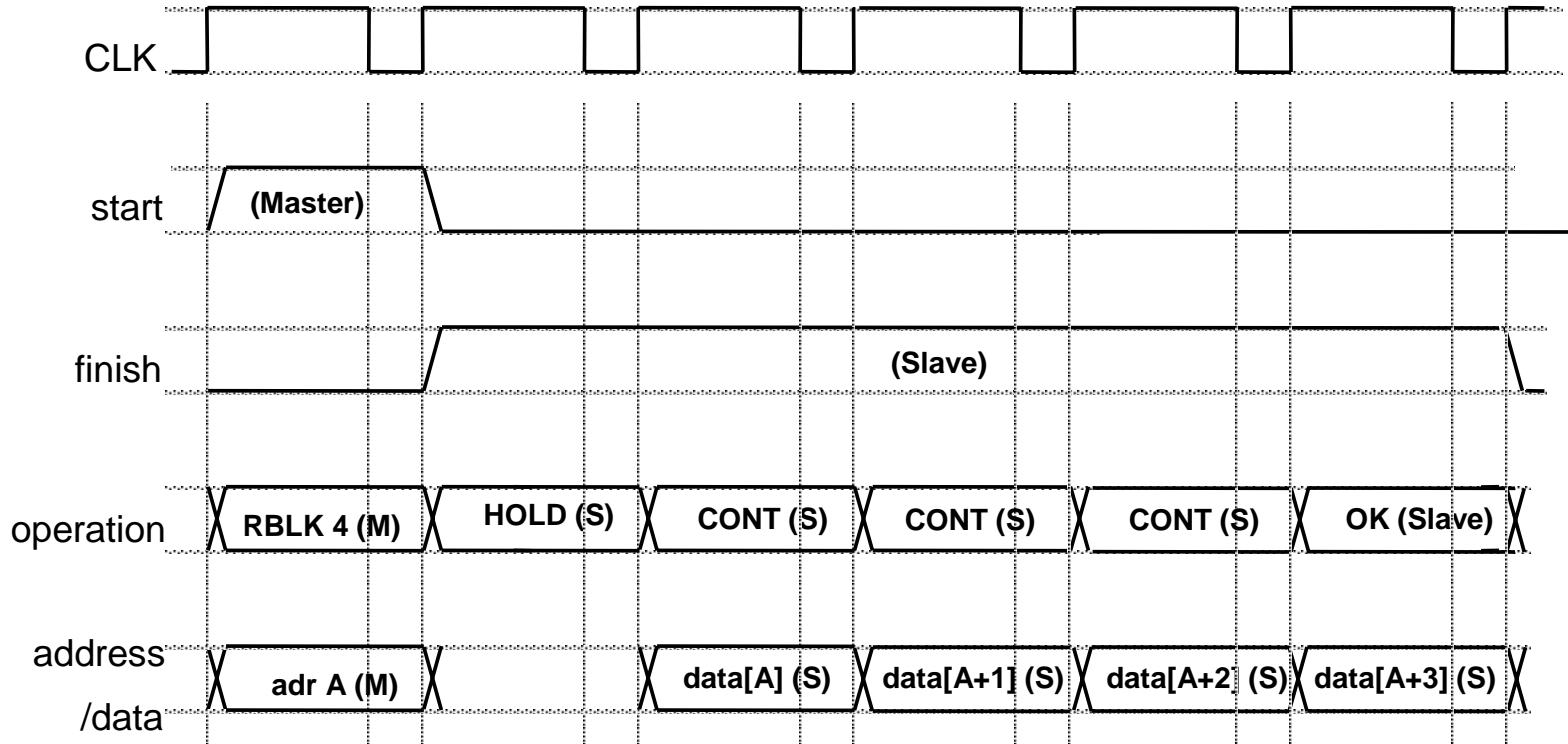 CLK
start
(Master)
finish
(Slave)
operation
RBLK 4 (M)
HOLD (S)
CONT (S)
CONT (S)
CONT (S)
OK (Slave)
address
/data
adr A (M)
data[A] (S)
data[A+1] (S)
data[A+2] (S)
data[A+3] (S)